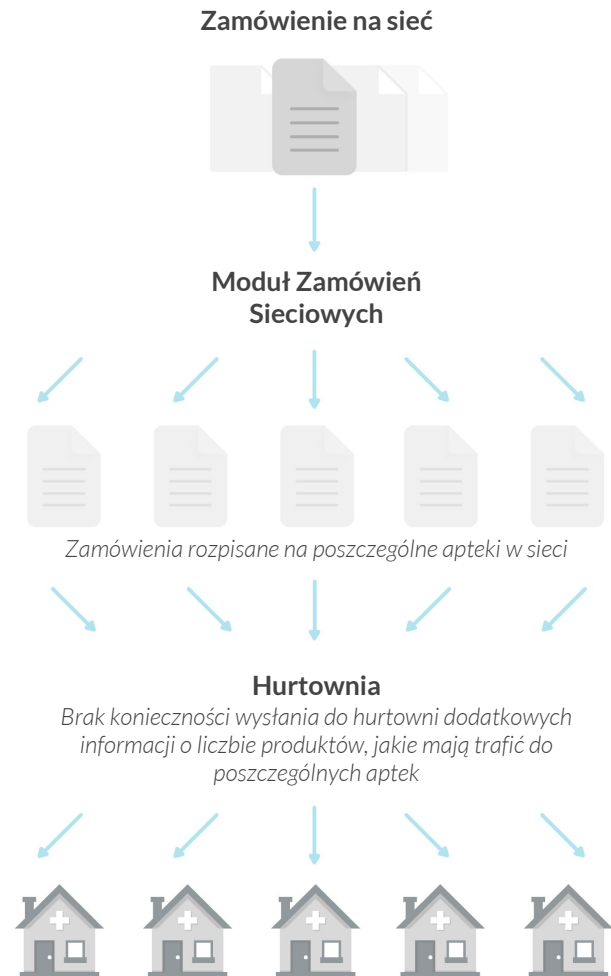 Zamówienie na sieć
Moduł Zamówień
Sieciowych
Zamówienia rozpisane na poszczególne apteki w sieci
Hurtownia
Brak konieczności wysłania do hurtowni dodatkowych
informacji o liczbie produktów, jakie mają trafić do
poszczególnych aptek